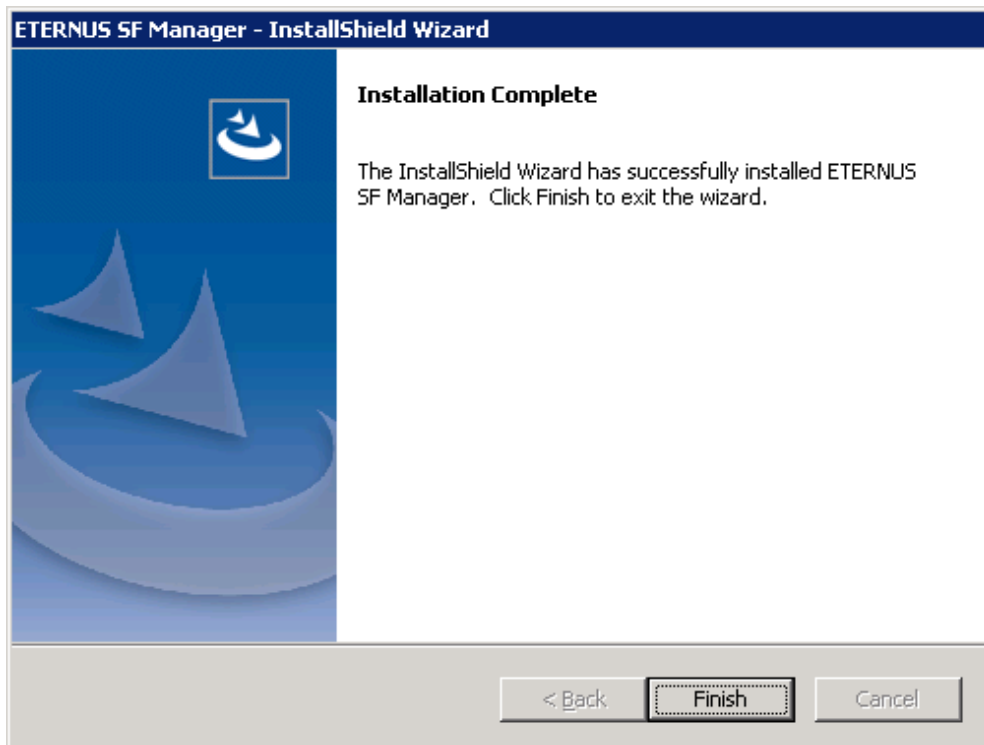 ETERNUS SF Manager - InstallShield Wizard
Installation Complete
The InstallShield Wizard has successfully installed ETERNUS
SF Manager. Click Finish to exit the wizard.
< Back Finish Cancel